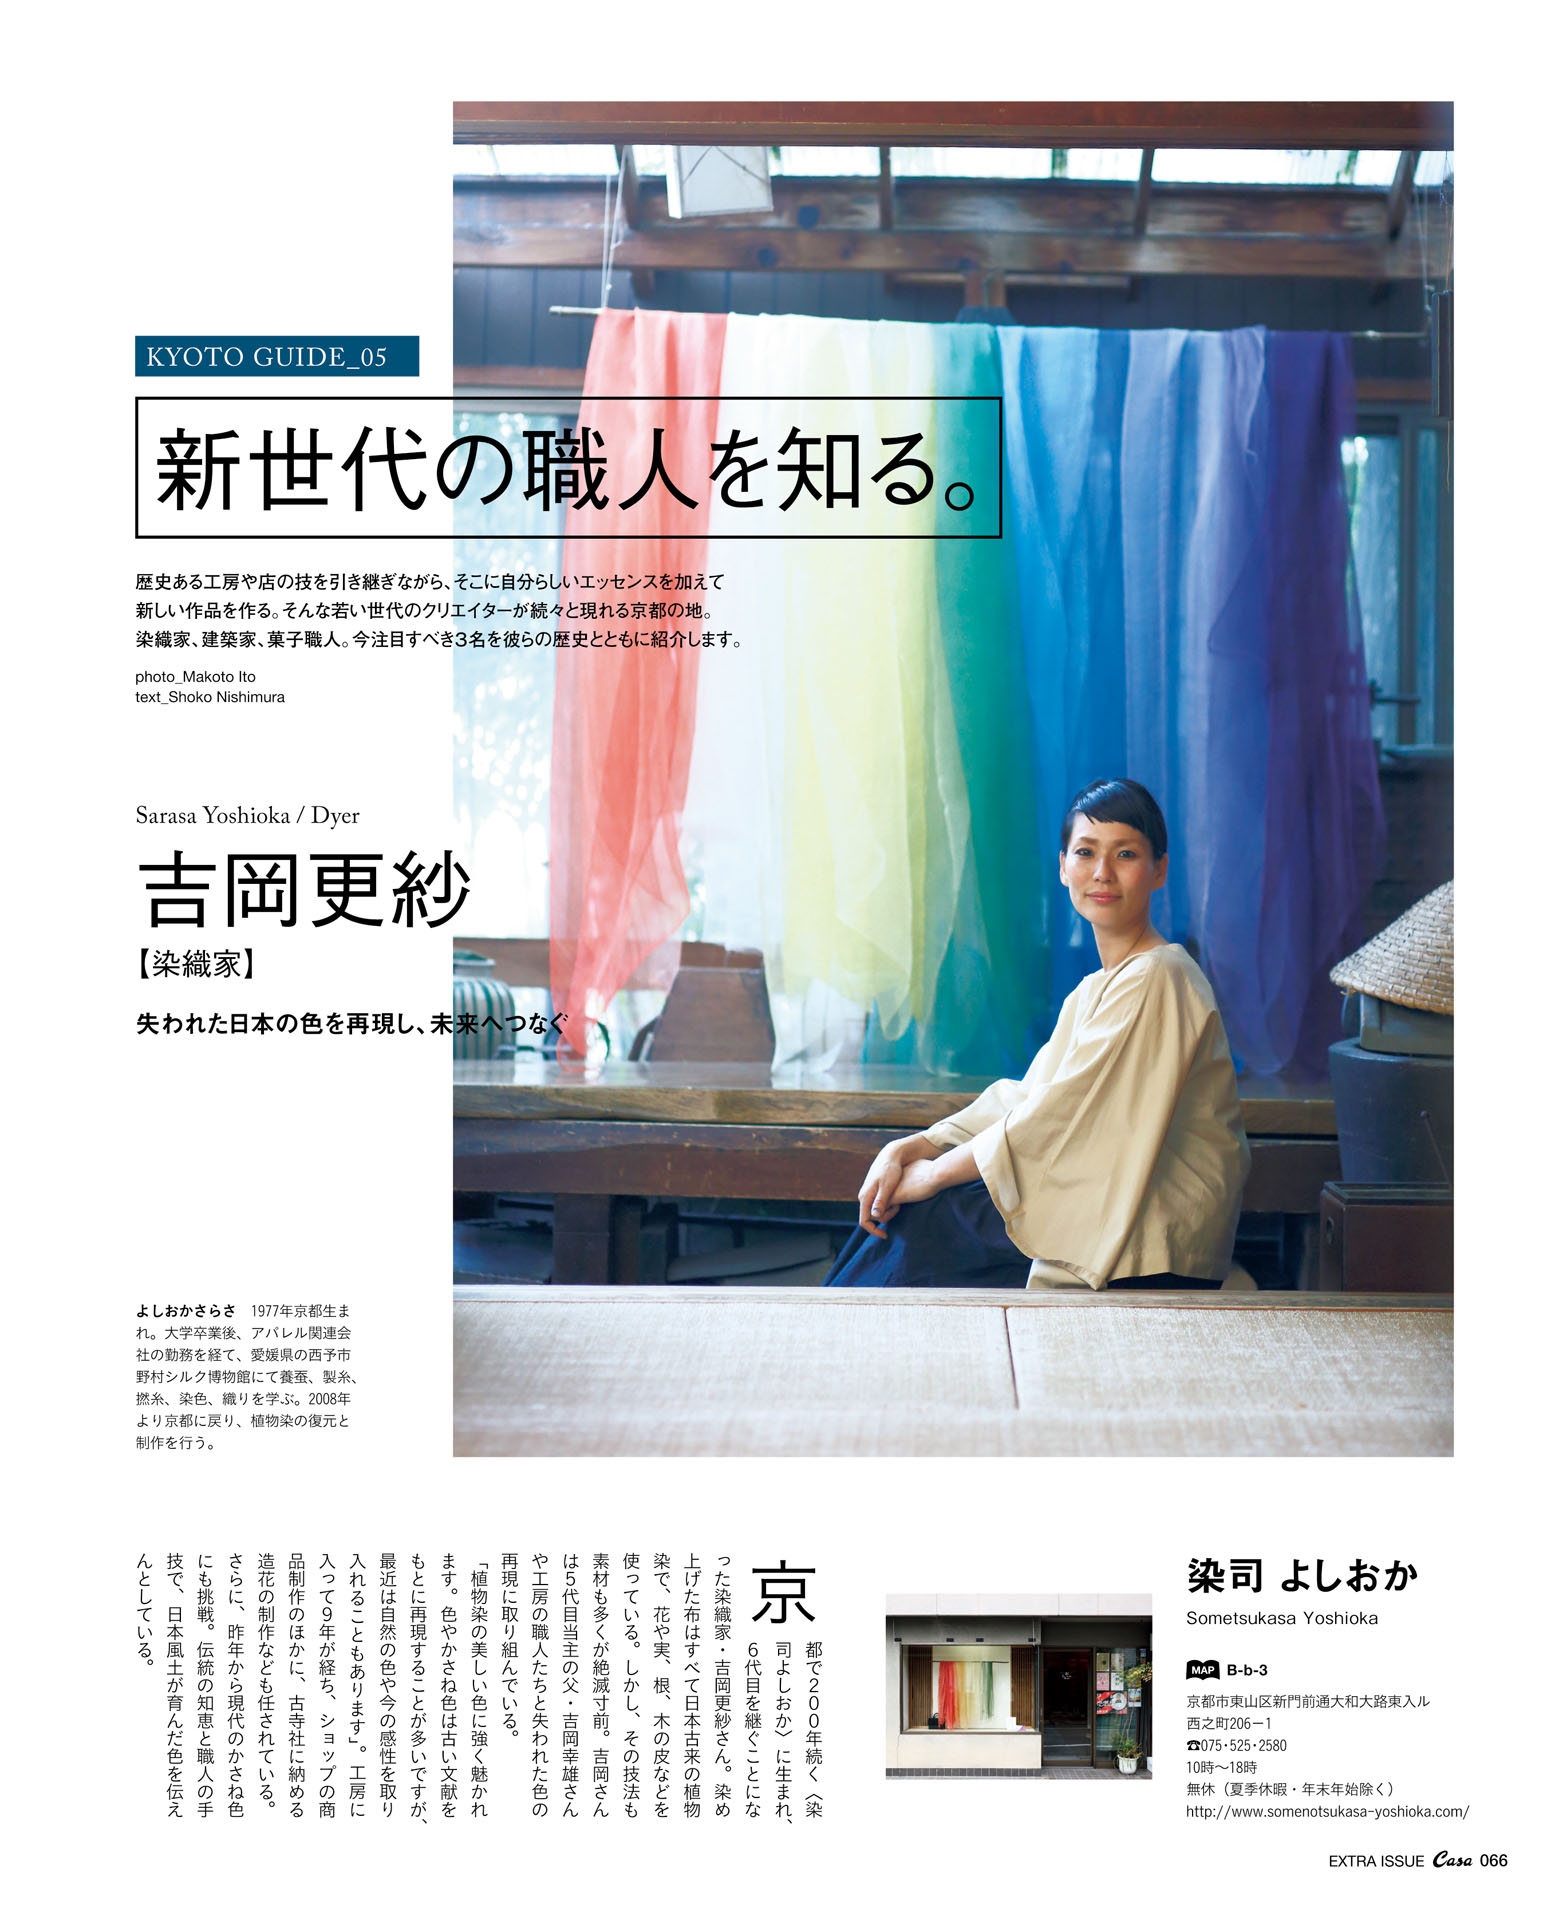 KYOTO GUIDE_05
新世代の職人を知る。
歴史ある工房や店の技を引き継ぎながら、そこに自分らしいエッセンスを加えて
新しい作品を作る。そんな若い世代のクリエイターが続々と現れる京都の地。
染織家、建築家、菓子職人。今注目すべき3名を彼らの歴史とともに紹介します。
photo_Makoto Ito
text_Shoko Nishimura
Sarasa Yoshioka / Dyer
吉岡更紗
【染織家】
失われた日本の色を再現し、未来へつなぐ
よしおかさらさ　1977年京都生ま
れ。大学卒業後、アパレル関連会
社の勤務を経て、愛媛県の西予市
野村シルク博物館にて養蚕、製糸、
撚糸、染色、織りを学ぶ。2008年
より京都に戻り、植物染の復元と
制作を行う。
京都で200年続く〈染
司よしおか〉に生まれ、
6代目を継ぐことにな
った染織家・吉岡更紗さん。染め
上げた布はすべて日本古来の植物
染で、花や実、根、木の皮などを
使っている。しかし、その技法も
素材も多くが絶滅寸前。吉岡さん
は5代目当主の父・吉岡幸雄さん
や工房の職人たちと失われた色の
再現に取り組んでいる。
「植物染の美しい色に強く魅かれ
ます。色やかさね色は古い文献を
もとに再現することが多いですが、
最近は自然の色や今の感性を取り
入れることもあります」。工房に
入って9年が経ち、ショップの商
品制作のほかに、古寺社に納める
造花の制作なども任されている。
さらに、昨年から現代のかさね色
にも挑戦。伝統の知恵と職人の手
技で、日本風土が育んだ色を伝え
んとしている。
染司 よしおか
Sometsukasa Yoshioka
MAP B-b-3
京都市東山区新門前通大和大路東入ル
西之町206−1
☎075・525・2580
10時〜18時
無休（夏季休暇・年末年始除く）
http://www.somenotsukasa-yoshioka.com/
EXTRA ISSUE Casa 066